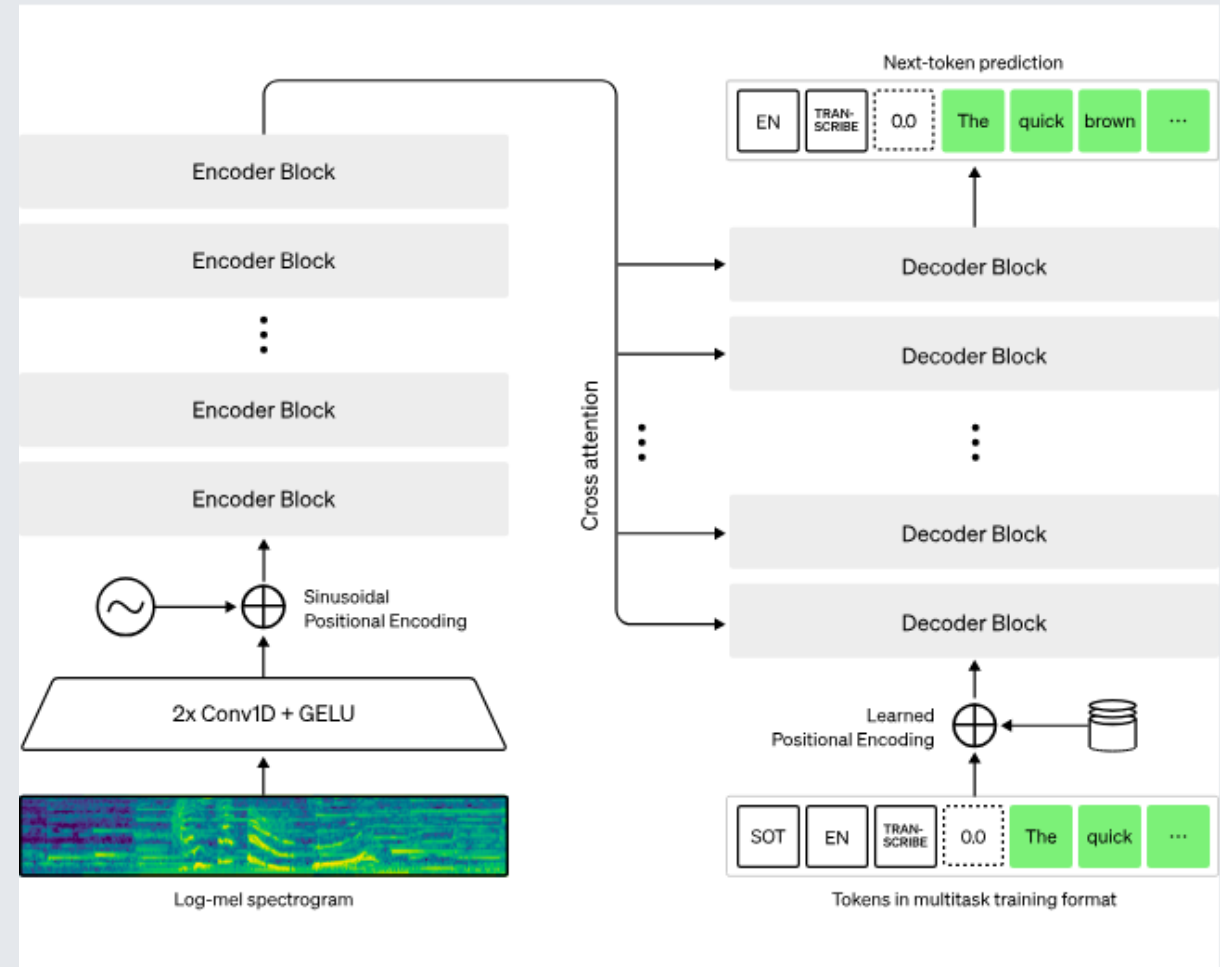 Next-token prediction
EN
TRAN-
SCRIBE
0.0
The
quick
brown
...
Encoder Block
Encoder Block
Encoder Block
Encoder Block
Sinusoidal
Positional Encoding
2x Conv1D + GELU
Log-mel spectrogram
Cross attention
Decoder Block
Decoder Block
Decoder Block
Decoder Block
Learned
Positional Encoding
SOT
EN
TRAN-
SCRIBE
0.0
The
quick
...
Tokens in multitask training format